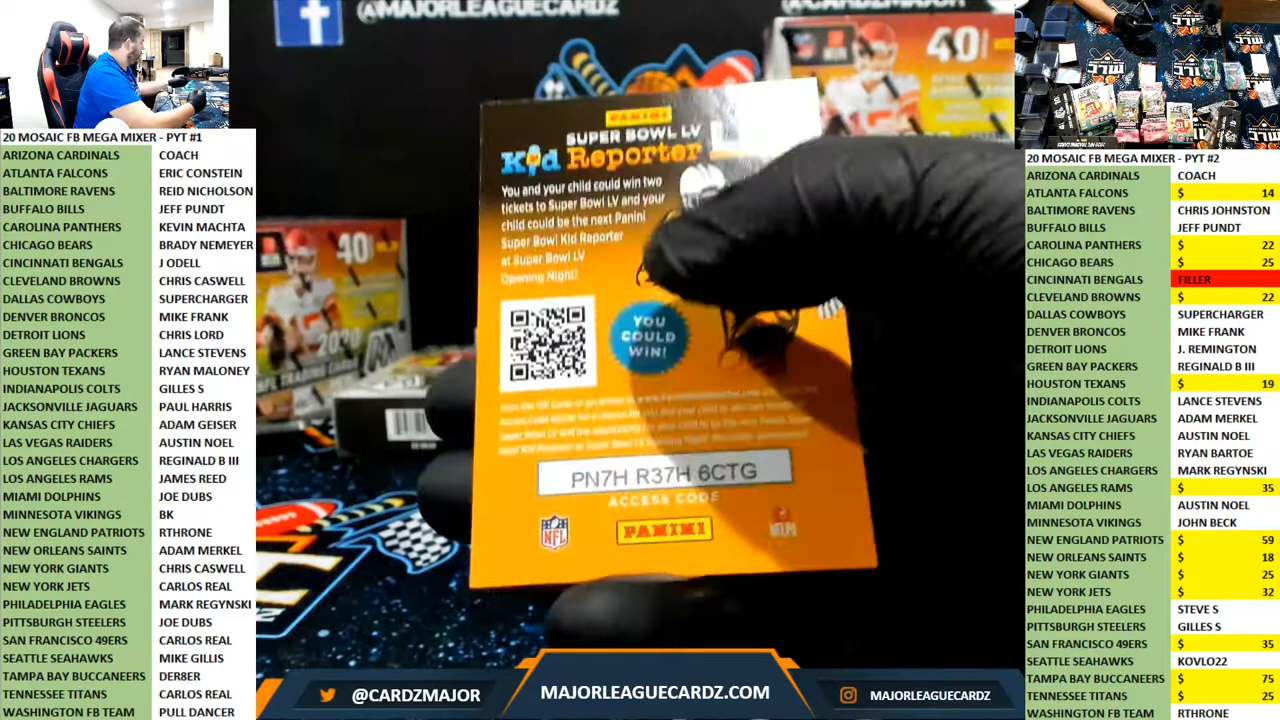 @MAJORLEAGUECARDZ
40
20 MOSAIC FB MEGA MIXER - PYT #1
ARIZONA CARDINALS COACH
ATLANTA FALCONS ERIC CONSTEIN
BALTIMORE RAVENS REID NICHOLSON
BUFFALO BILLS JEFF PUNDT
CAROLINA PANTHERS KEVIN MACHTA
CHICAGO BEARS BRADY NEMEYER
CINCINNATI BENGALS J ODELL
CLEVELAND BROWNS CHRIS CASWELL
DALLAS COWBOYS SUPERCHARGER
DENVER BRONCOS MIKE FRANK
DETROIT LIONS CHRIS LORD
GREEN BAY PACKERS LANCE STEVENS
HOUSTON TEXANS RYAN MALONEY
INDIANAPOLIS COLTS GILLES S
JACKSONVILLE JAGUARS PAUL HARRIS
KANSAS CITY CHIEFS ADAM GEISER
LAS VEGAS RAIDERS AUSTIN NOEL
LOS ANGELES CHARGERS REGINALD B III
LOS ANGELES RAMS JAMES REED
MIAMI DOLPHINS JOE DUBS
MINNESOTA VIKINGS BK
NEW ENGLAND PATRIOTS RTHRONE
NEW ORLEANS SAINTS ADAM MERKEL
NEW YORK GIANTS CHRIS CASWELL
NEW YORK JETS CARLOS REAL
PHILADELPHIA EAGLES MARK REGYNSKI
PITTSBURGH STEELERS JOE DUBS
SAN FRANCISCO 49ERS CARLOS REAL
SEATTLE SEAHAWKS MIKE GILLIS
TAMPA BAY BUCCANEERS DER8ER
TENNESSEE TITANS CARLOS REAL
WASHINGTON FB TEAM PULL DANCER
40
2020
PANINI
SUPER BOWL LV
Kid Reporter
You and your child could win two
tickets to Super Bowl LV and your
child could be the next Panini
Super Bowl Kid Reporter
at Super Bowl LV
Opening Night!
YOU
COULD
WIN!
PN7H R37H 6CTG
ACCESS CODE
NFL
PANINI
NFLPA
@CARDZMAJOR
MAJORLEAGUECARDZ.COM
MAJORLEAGUECARDZ
20 MOSAIC FB MEGA MIXER - PYT #2
ARIZONA CARDINALS COACH
ATLANTA FALCONS $ 14
BALTIMORE RAVENS CHRIS JOHNSTON
BUFFALO BILLS JEFF PUNDT
CAROLINA PANTHERS $ 22
CHICAGO BEARS $ 25
CINCINNATI BENGALS FILLER
CLEVELAND BROWNS $ 22
DALLAS COWBOYS SUPERCHARGER
DENVER BRONCOS MIKE FRANK
DETROIT LIONS J. REMINGTON
GREEN BAY PACKERS REGINALD B III
HOUSTON TEXANS $ 19
INDIANAPOLIS COLTS LANCE STEVENS
JACKSONVILLE JAGUARS ADAM MERKEL
KANSAS CITY CHIEFS AUSTIN NOEL
LAS VEGAS RAIDERS RYAN BARTOE
LOS ANGELES CHARGERS MARK REGYNSKI
LOS ANGELES RAMS $ 35
MIAMI DOLPHINS AUSTIN NOEL
MINNESOTA VIKINGS JOHN BECK
NEW ENGLAND PATRIOTS $ 59
NEW ORLEANS SAINTS $ 18
NEW YORK GIANTS $ 25
NEW YORK JETS $ 32
PHILADELPHIA EAGLES STEVE S
PITTSBURGH STEELERS GILLES S
SAN FRANCISCO 49ERS $ 35
SEATTLE SEAHAWKS KOVLO22
TAMPA BAY BUCCANEERS $ 75
TENNESSEE TITANS $ 25
WASHINGTON FB TEAM RTHRONE